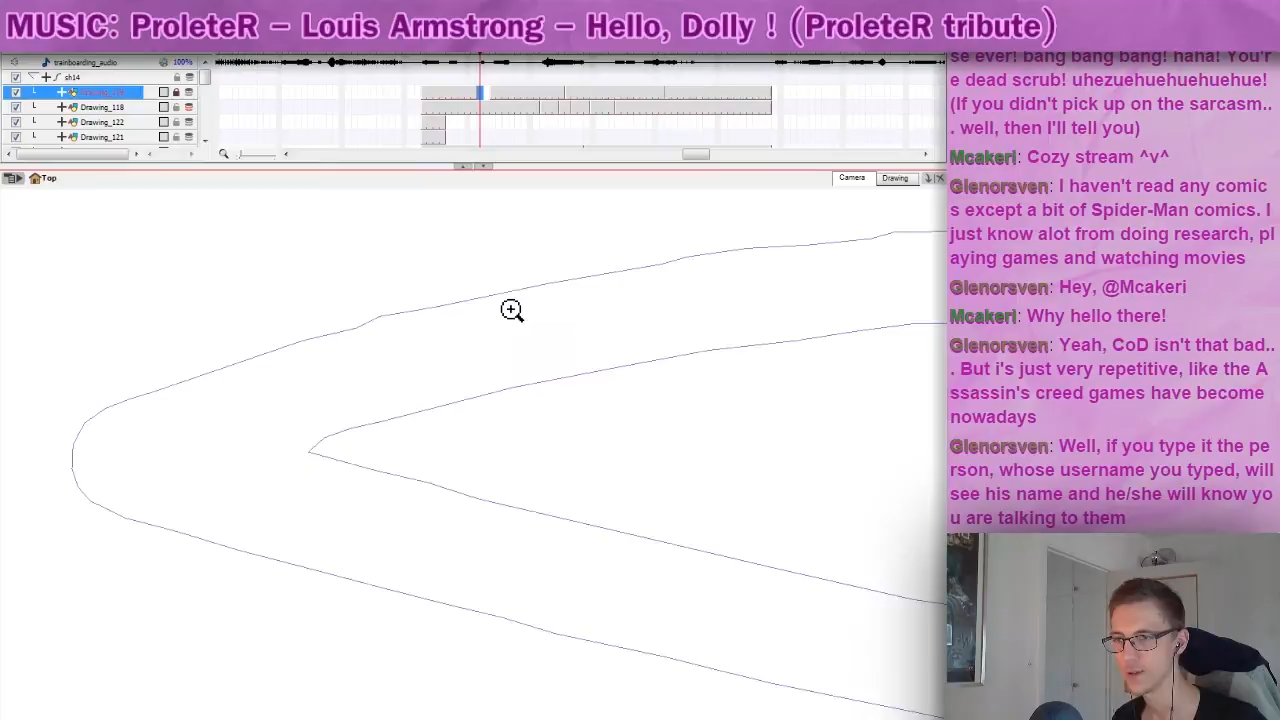 MUSIC: ProleteR – Louis Armstrong – Hello, Dolly ! (ProleteR tribute)
trainboarding_audio
100%
sh14
Drawing_118
Drawing_122
Drawing_121
Top
Camera
Drawing
se ever! bang bang bang! haha! You'r
e dead scrub! uhezuehuehuehuehue!
(If you didn't pick up on the sarcasm..
. well, then I'll tell you)
Mcakeri: Cozy stream ^v^
Glenorsven: I haven't read any comic
s except a bit of Spider-Man comics. I
just know alot from doing research, pl
aying games and watching movies
Glenorsven: Hey, @Mcakeri
Mcakeri: Why hello there!
Glenorsven: Yeah, CoD isn't that bad..
. But i's just very repetitive, like the A
ssassin's creed games have become
nowadays
Glenorsven: Well, if you type it the pe
rson, whose username you typed, will
see his name and he/she will know yo
u are talking to them